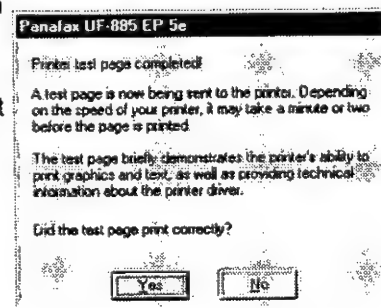 Panafax UF-885 EP 5e
Printer test page completed!
A test page is now being sent to the printer. Depending
on the speed of your printer, it may take a minute or two
before the page is printed.
The test page briefly demonstrates the printer's ability to
print graphics and text, as well as providing technical
information about the printer driver.
Did the test page print correctly?
Yes
No